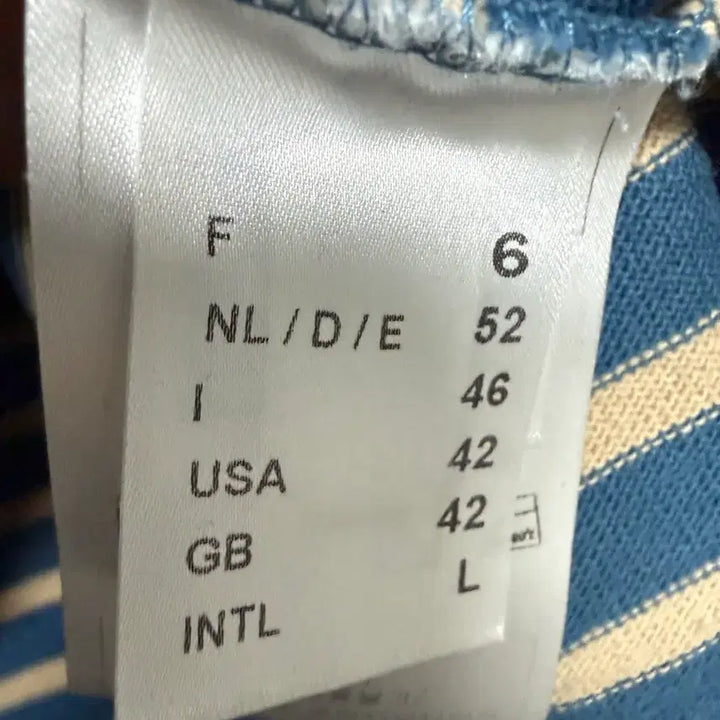 F 6
NL / D / E 52
I 46
USA 42
GB 42
INTL L